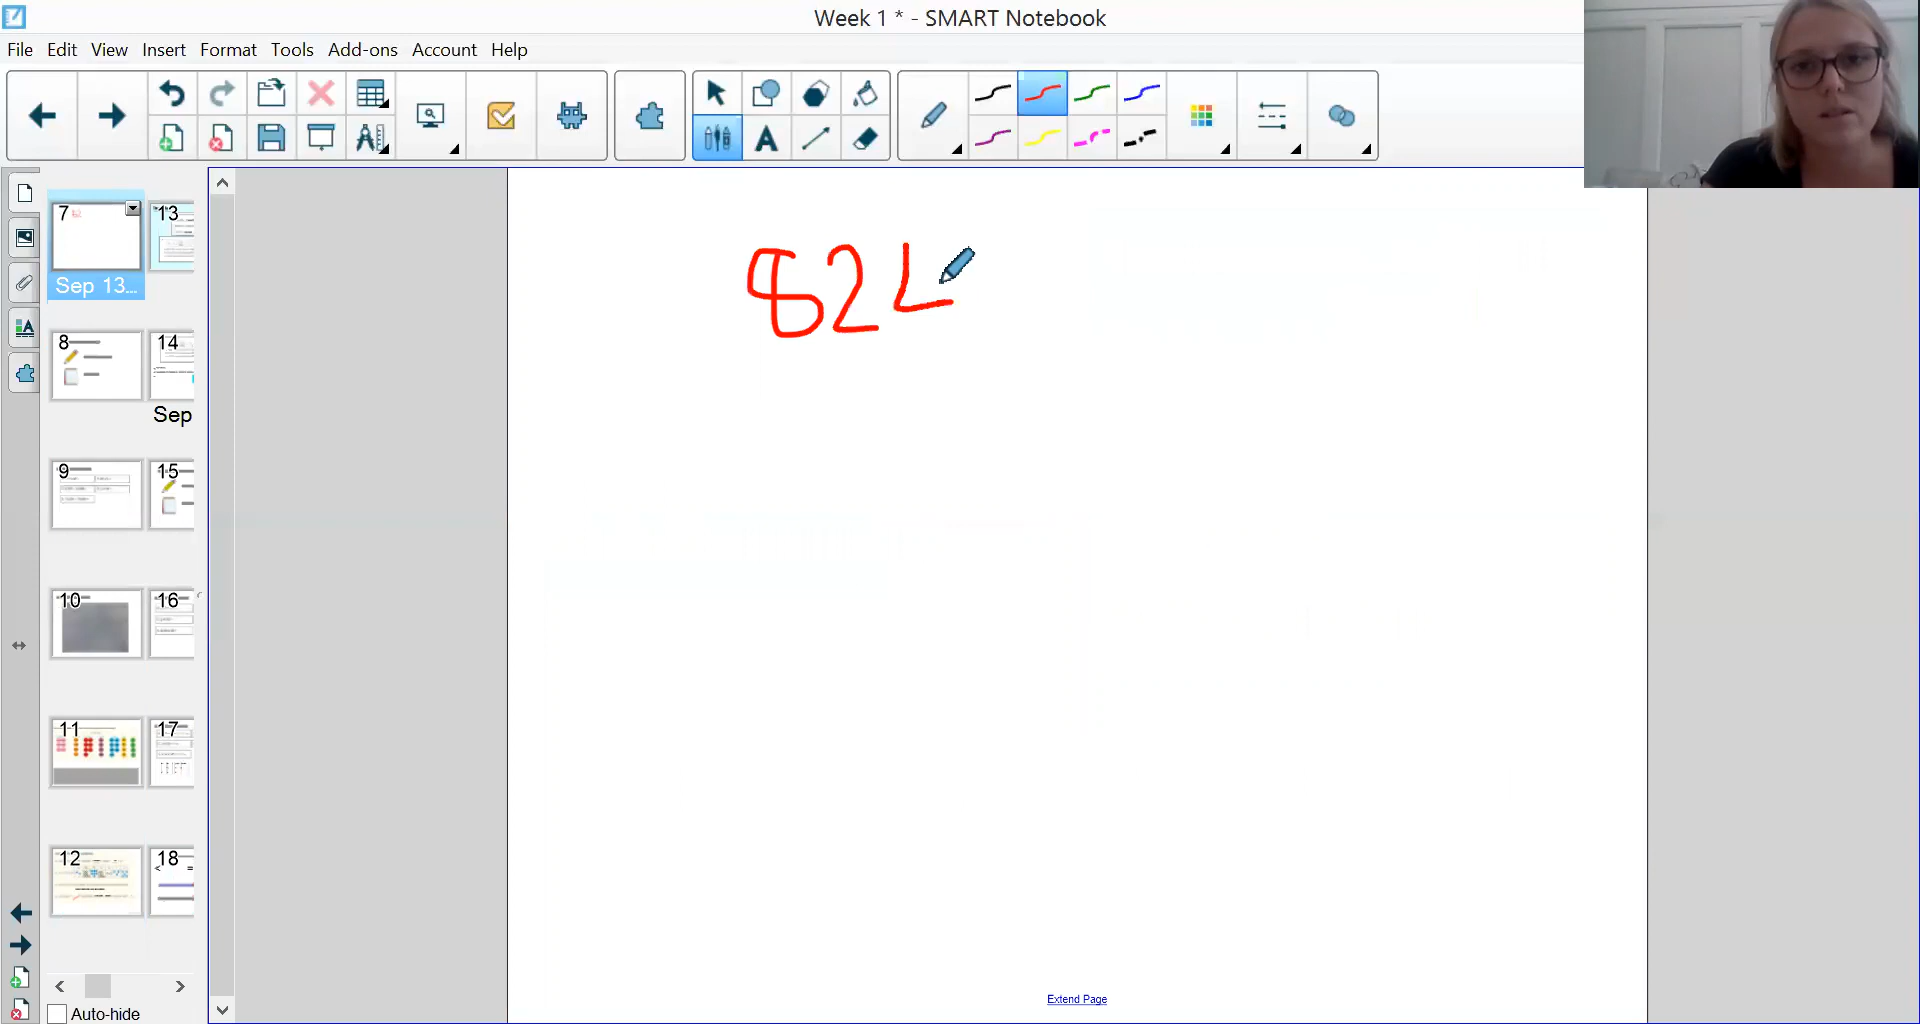 Week 1 * - SMART Notebook
File Edit View Insert Format Tools Add-ons Account Help
7
13
Sep 13...
8
14
Sep
9
15
10
16
11
17
12
18
< =
Auto-hide
824
Extend Page